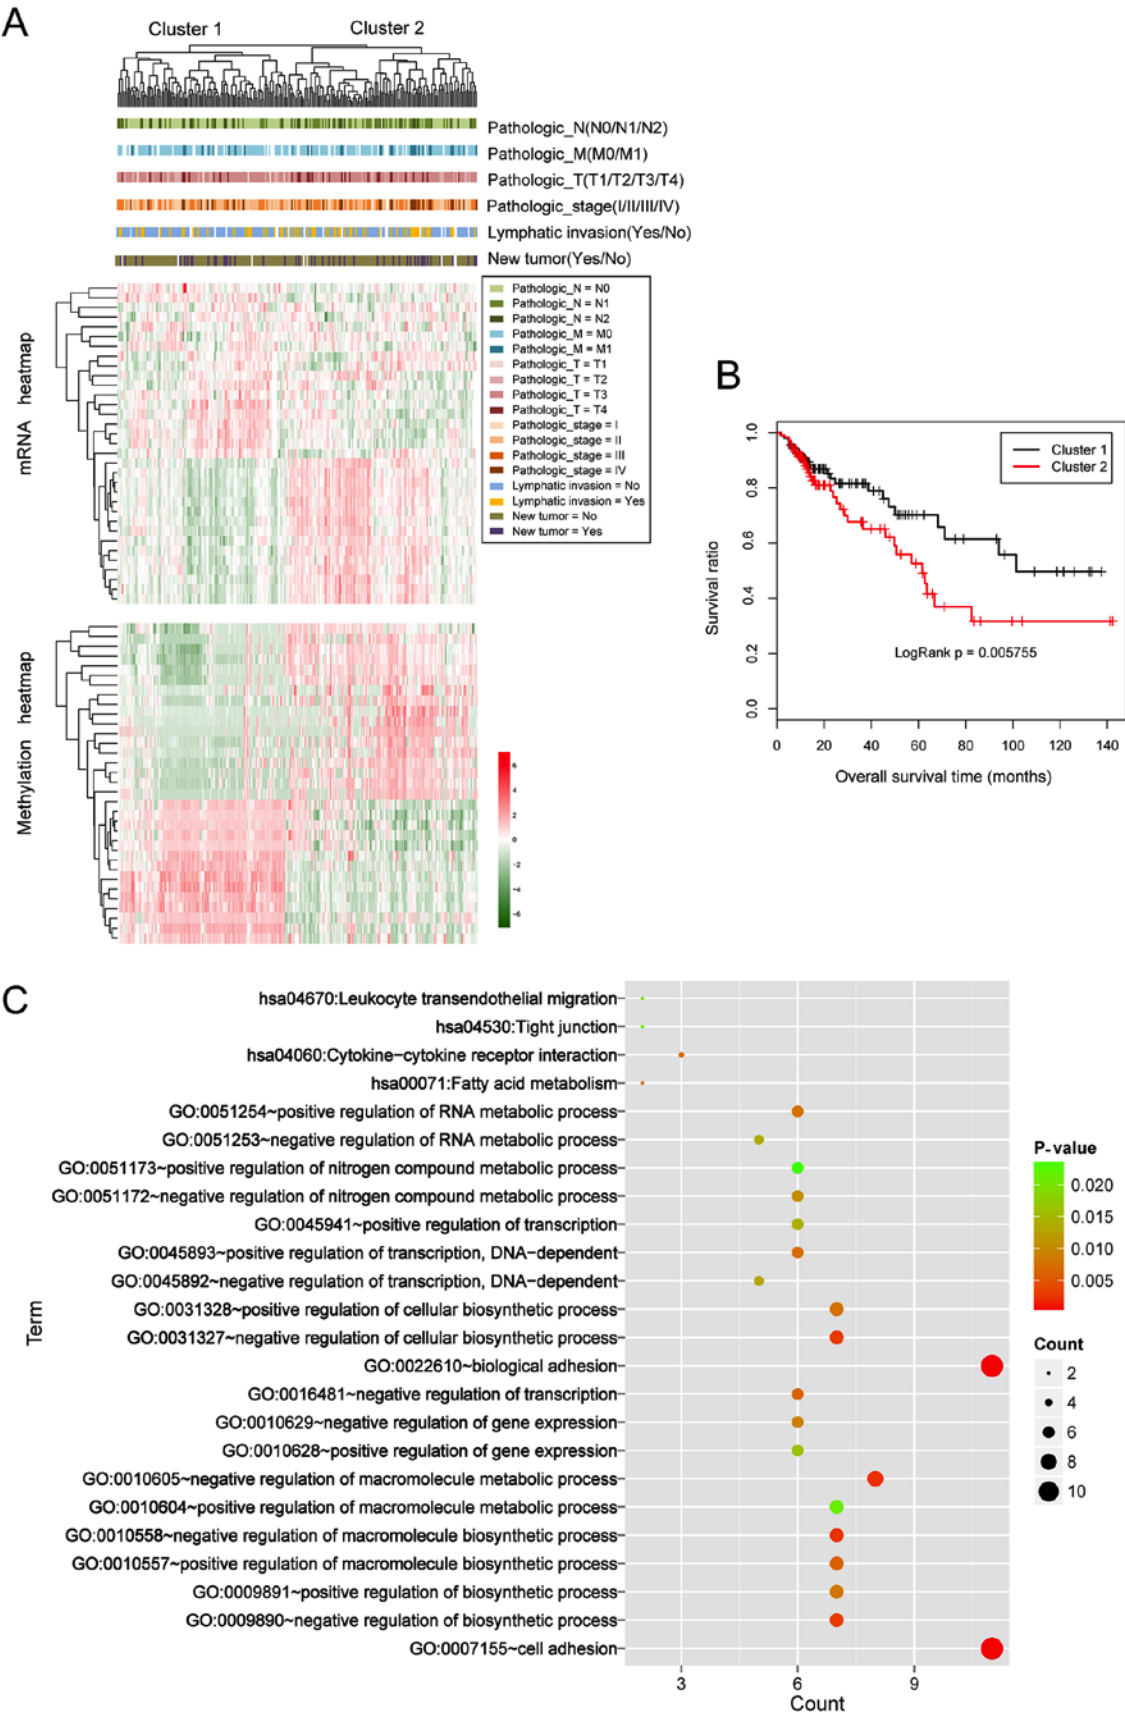 A
Cluster 1
Cluster 2
Pathologic_N(N0/N1/N2)
Pathologic_M(M0/M1)
Pathologic_T(T1/T2/T3/T4)
Pathologic_stage(I/II/III/IV)
Lymphatic invasion(Yes/No)
New tumor(Yes/No)
mRNA heatmap
Pathologic_N = N0
Pathologic_N = N1
Pathologic_N = N2
Pathologic_M = M0
Pathologic_M = M1
Pathologic_T = T1
Pathologic_T = T2
Pathologic_T = T3
Pathologic_T = T4
Pathologic_stage = I
Pathologic_stage = II
Pathologic_stage = III
Pathologic_stage = IV
Lymphatic invasion = No
Lymphatic invasion = Yes
New tumor = No
New tumor = Yes
Methylation heatmap
6
4
2
0
-2
-4
-6
B
1.0
0.8
0.6
0.4
0.2
0.0
Survival ratio
Cluster 1
Cluster 2
LogRank p = 0.005755
0 20 40 60 80 100 120 140
Overall survival time (months)
C
Term
hsa04670:Leukocyte transendothelial migration
hsa04530:Tight junction
hsa04060:Cytokine-cytokine receptor interaction
hsa00071:Fatty acid metabolism
GO:0051254~positive regulation of RNA metabolic process
GO:0051253~negative regulation of RNA metabolic process
GO:0051173~positive regulation of nitrogen compound metabolic process
GO:0051172~negative regulation of nitrogen compound metabolic process
GO:0045941~positive regulation of transcription
GO:0045893~positive regulation of transcription, DNA-dependent
GO:0045892~negative regulation of transcription, DNA-dependent
GO:0031328~positive regulation of cellular biosynthetic process
GO:0031327~negative regulation of cellular biosynthetic process
GO:0022610~biological adhesion
GO:0016481~negative regulation of transcription
GO:0010629~negative regulation of gene expression
GO:0010628~positive regulation of gene expression
GO:0010605~negative regulation of macromolecule metabolic process
GO:0010604~positive regulation of macromolecule metabolic process
GO:0010558~negative regulation of macromolecule biosynthetic process
GO:0010557~positive regulation of macromolecule biosynthetic process
GO:0009891~positive regulation of biosynthetic process
GO:0009890~negative regulation of biosynthetic process
GO:0007155~cell adhesion
3 6 9
Count
P-value
0.020
0.015
0.010
0.005
Count
2
4
6
8
10